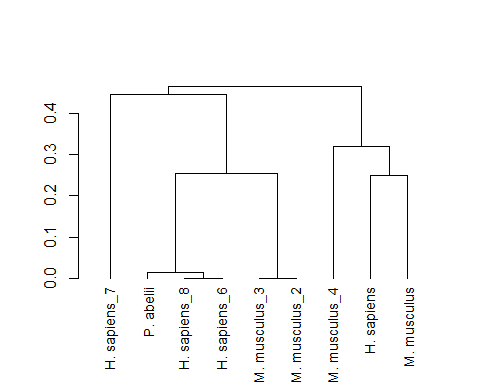 0.4
0.3
0.2
0.1
0.0
H. sapiens_7
P. abelii
H. sapiens_8
H. sapiens_6
M. musculus_3
M. musculus_2
M. musculus_4
H. sapiens
M. musculus